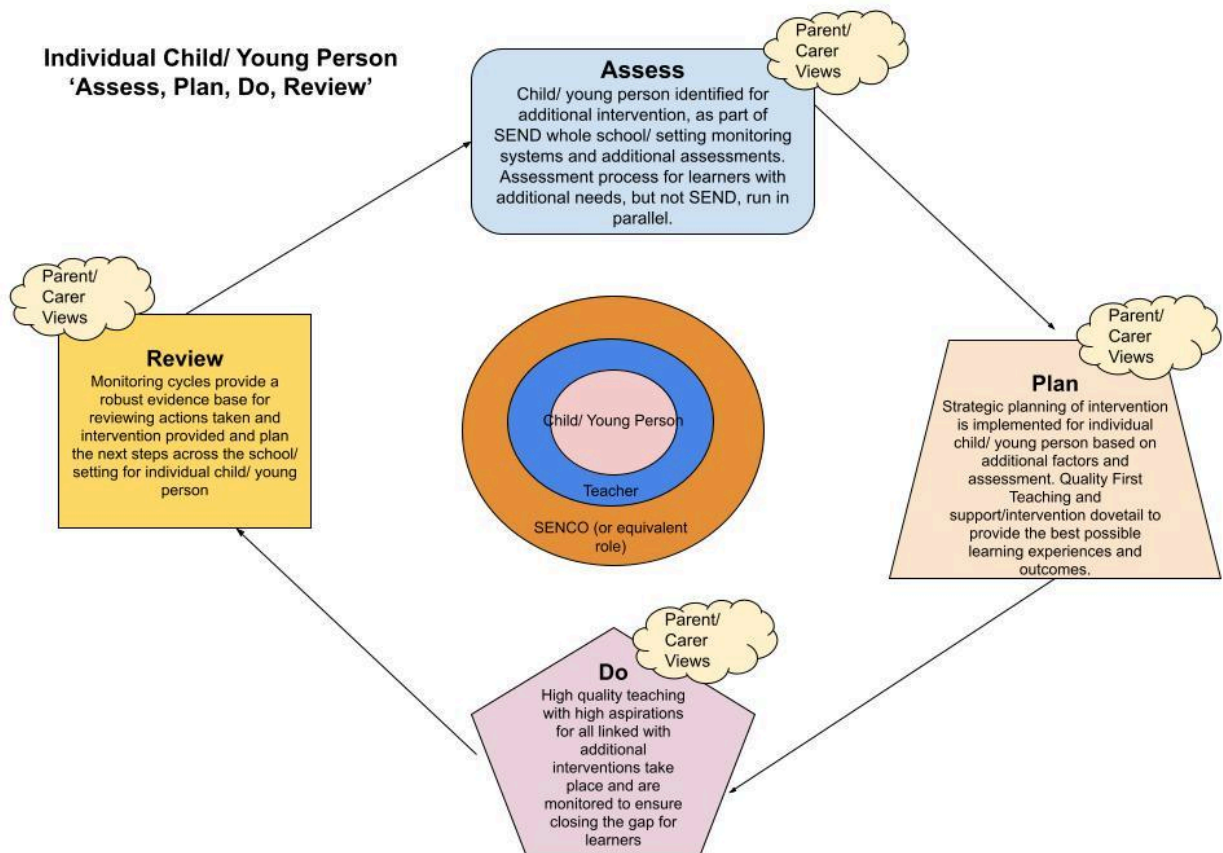 Individual Child/ Young Person
‘Assess, Plan, Do, Review’
Parent/
Carer
Views
Assess
Child/ young person identified for
additional intervention, as part of
SEND whole school/ setting monitoring
systems and additional assessments.
Assessment process for learners with
additional needs, but not SEND, run in
parallel.
Parent/
Carer
Views
Plan
Strategic planning of intervention
is implemented for individual
child/ young person based on
additional factors and
assessment. Quality First
Teaching and
support/intervention dovetail to
provide the best possible
learning experiences and
outcomes.
Parent/
Carer
Views
Do
High quality teaching
with high aspirations
for all linked with
additional
interventions take
place and are
monitored to ensure
closing the gap for
learners
Parent/
Carer
Views
Review
Monitoring cycles provide a
robust evidence base for
reviewing actions taken and
intervention provided and plan
the next steps across the school/
setting for individual child/ young
person
Child/ Young Person
Teacher
SENCO (or equivalent
role)